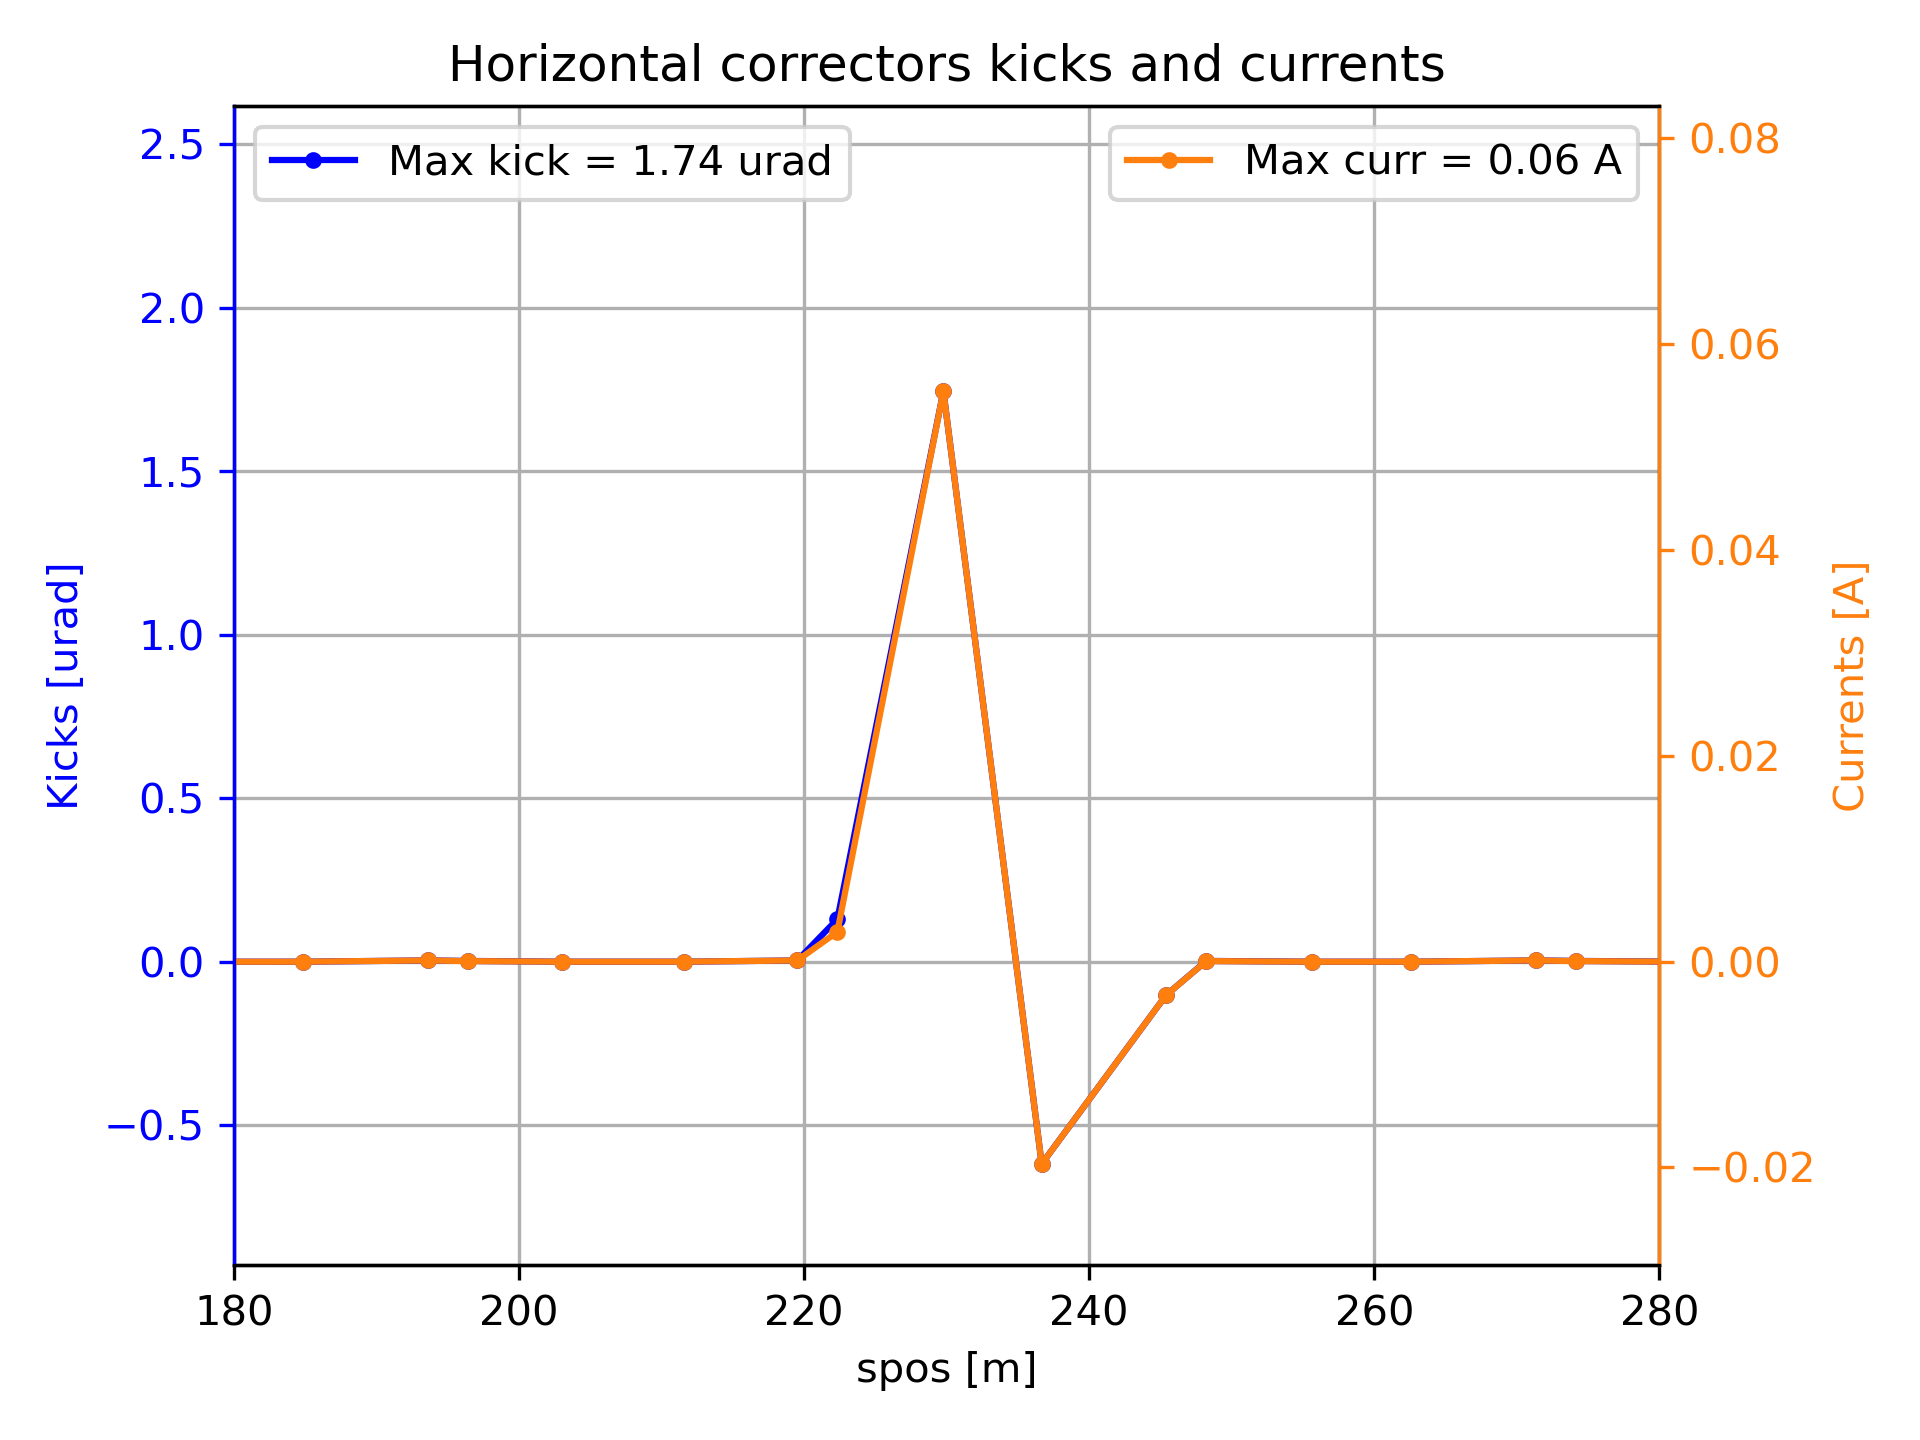 Horizontal correctors kicks and currents
Max kick = 1.74 urad
Max curr = 0.06 A
Kicks [urad]
2.5
2.0
1.5
1.0
0.5
0.0
−0.5
0.08
0.06
0.04
0.02
0.00
−0.02
Currents [A]
180 200 220 240 260 280
spos [m]